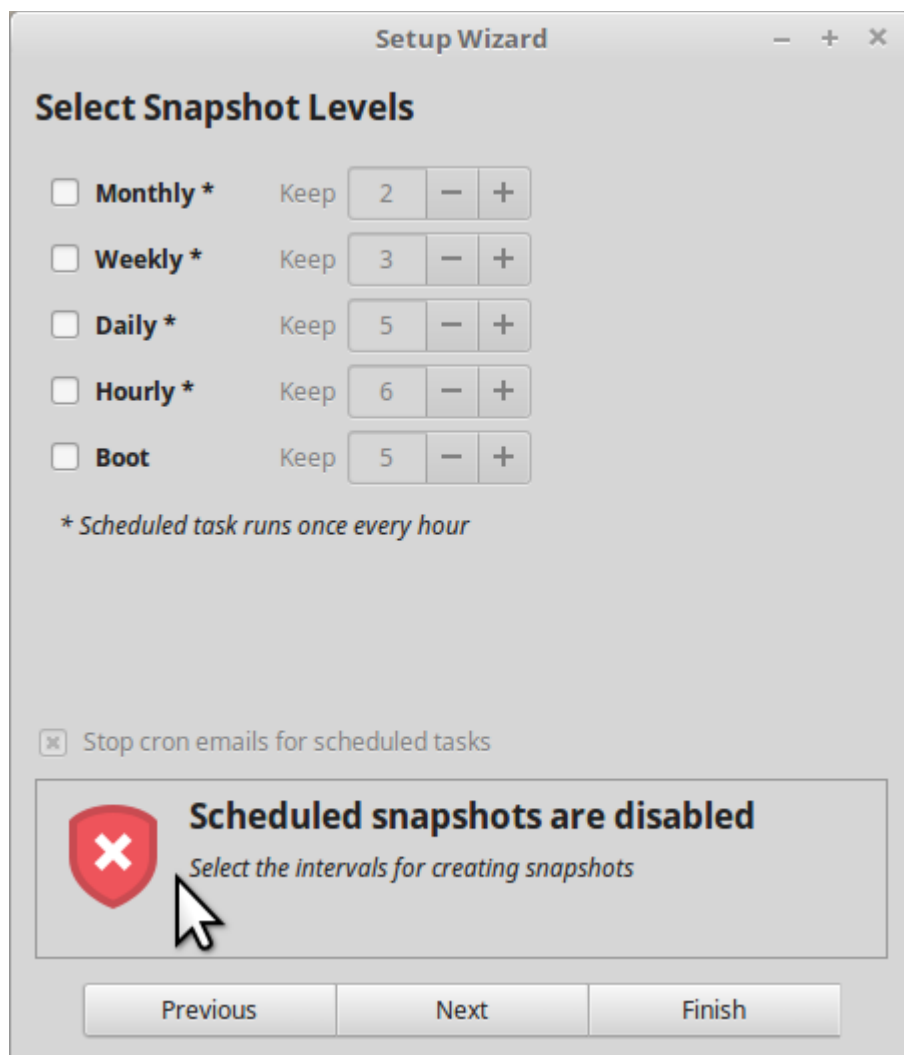 Setup Wizard
Select Snapshot Levels
Monthly * Keep 2
Weekly * Keep 3
Daily * Keep 5
Hourly * Keep 6
Boot Keep 5
* Scheduled task runs once every hour
Stop cron emails for scheduled tasks
Scheduled snapshots are disabled
Select the intervals for creating snapshots
Previous Next Finish